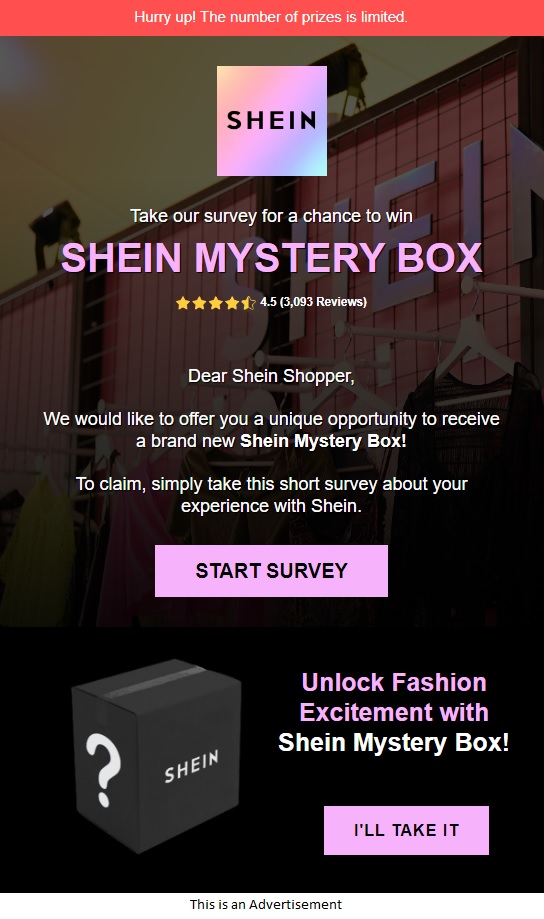 Hurry up! The number of prizes is limited.
SHEIN
SHEIN
Take our survey for a chance to win
SHEIN MYSTERY BOX
4.5 (3,093 Reviews)
Dear Shein Shopper,
We would like to offer you a unique opportunity to receive
a brand new Shein Mystery Box!
To claim, simply take this short survey about your
experience with Shein.
START SURVEY
Unlock Fashion
Excitement with
Shein Mystery Box!
?
SHEIN
I'LL TAKE IT
This is an Advertisement